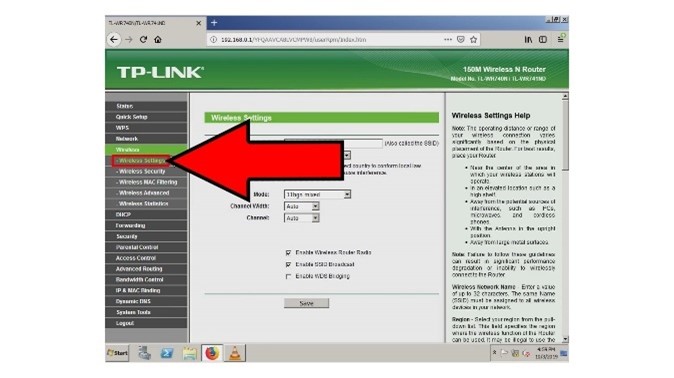 TL-WR740N/TL-WR741ND
TP-LINK
150M Wireless N Router
Model No. TL-WR740N / TL-WR741ND
Status
Quick Setup
WPS
Network
Wireless
- Wireless Settings
- Wireless Security
- Wireless MAC Filtering
- Wireless Advanced
- Wireless Statistics
DHCP
Forwarding
Security
Parental Control
Access Control
Advanced Routing
Bandwidth Control
IP & MAC Binding
Dynamic DNS
System Tools
Logout
Wireless Settings
(Also called the SSID)
country to conform local law.
interference.
Mode: 11bgn mixed
Channel Width: Auto
Channel: Auto
Enable Wireless Router Radio
Enable SSID Broadcast
Enable WDS Bridging
Save
Wireless Settings Help
Note: The operating distance or range of
your wireless connection varies
significantly based on the physical
placement of the Router. For best results,
place your Router:
Near the center of the area in
which your wireless stations will
operate.
In an elevated location such as a
high shelf.
Away from the potential sources of
interference, such as PCs,
microwaves, and cordless
phones.
With the Antenna in the upright
position.
Away from large metal surfaces.
Note: Failure to follow these guidelines
can result in significant performance
degradation or inability to wirelessly
connect to the Router.
Wireless Network Name - Enter a value
of up to 32 characters. The same Name
(SSID) must be assigned to all wireless
devices in your network.
Region - Select your region from the pull-
down list. This field specifies the region
where the wireless function of the Router
can be used. It may be illegal to use the
Start